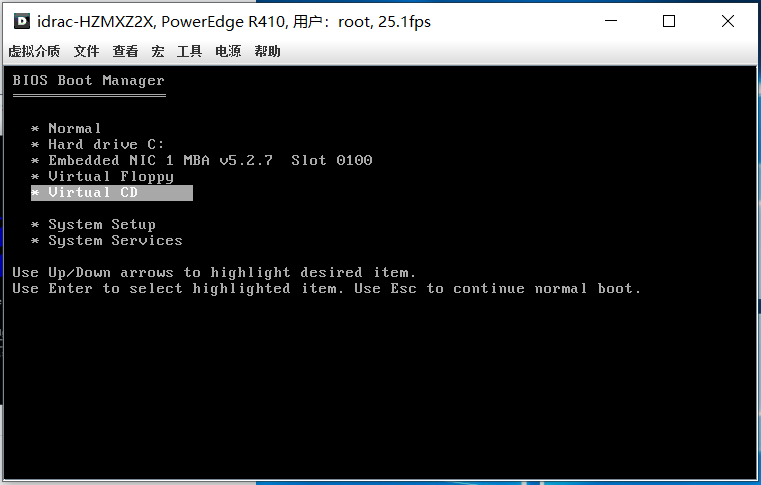 idrac-HZMXZ2X, PowerEdge R410, 用户：root, 25.1fps
虚拟介质 文件 查看 宏 工具 电源 帮助
BIOS Boot Manager
* Normal
* Hard drive C:
* Embedded NIC 1 MBA v5.2.7  Slot 0100
* Virtual Floppy
* Virtual CD
* System Setup
* System Services
Use Up/Down arrows to highlight desired item.
Use Enter to select highlighted item. Use Esc to continue normal boot.